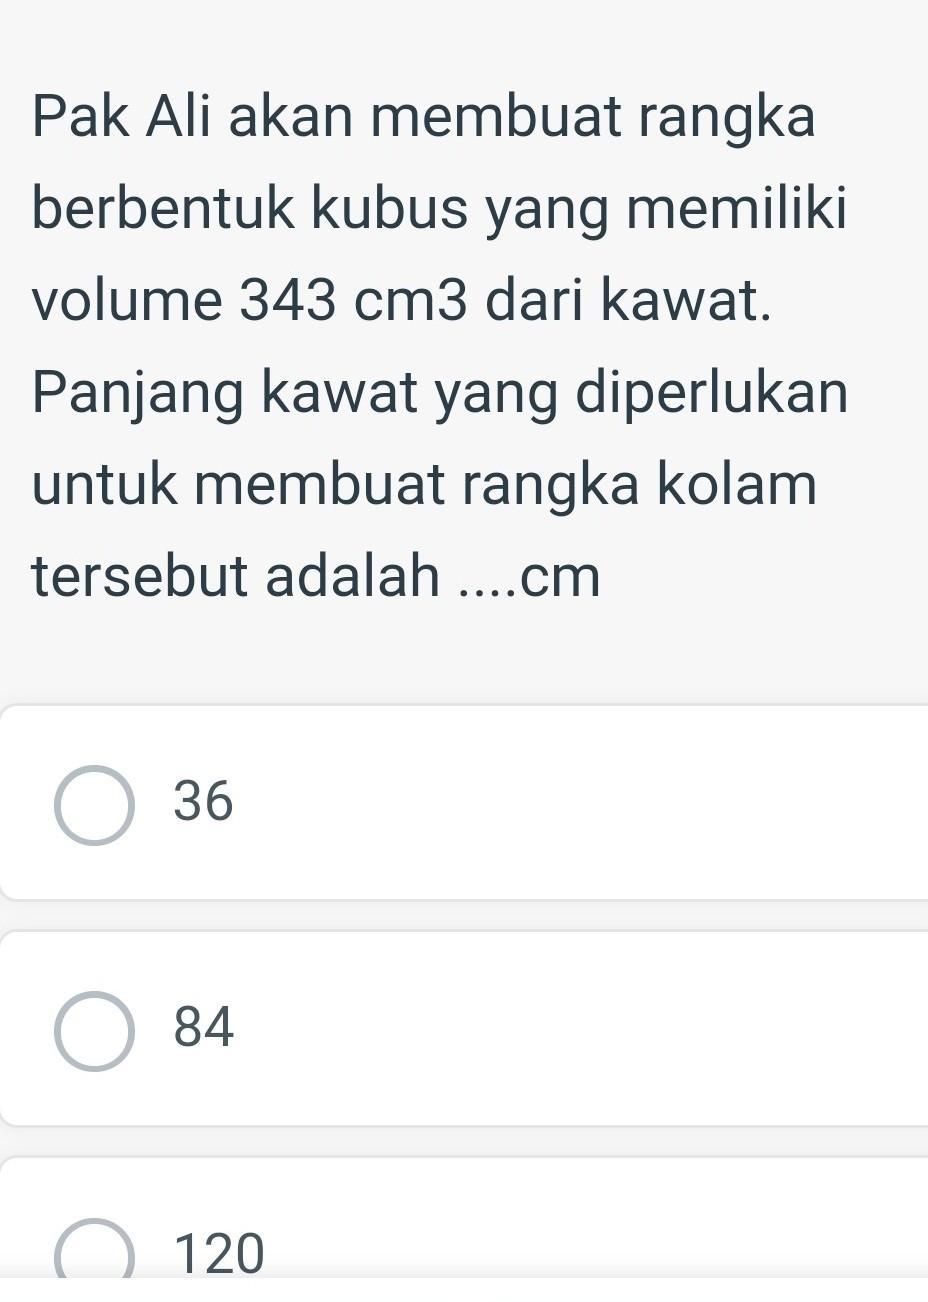 Pak Ali akan membuat rangka
berbentuk kubus yang memiliki
volume 343 cm3 dari kawat.
Panjang kawat yang diperlukan
untuk membuat rangka kolam
tersebut adalah ....cm
36
84
120